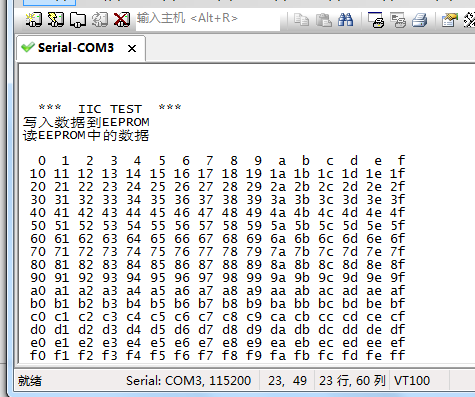 输入主机 <Alt+R>
Serial-COM3
*** IIC TEST ***
写入数据到EEPROM
读EEPROM中的数据
0 1 2 3 4 5 6 7 8 9 a b c d e f
10 11 12 13 14 15 16 17 18 19 1a 1b 1c 1d 1e 1f
20 21 22 23 24 25 26 27 28 29 2a 2b 2c 2d 2e 2f
30 31 32 33 34 35 36 37 38 39 3a 3b 3c 3d 3e 3f
40 41 42 43 44 45 46 47 48 49 4a 4b 4c 4d 4e 4f
50 51 52 53 54 55 56 57 58 59 5a 5b 5c 5d 5e 5f
60 61 62 63 64 65 66 67 68 69 6a 6b 6c 6d 6e 6f
70 71 72 73 74 75 76 77 78 79 7a 7b 7c 7d 7e 7f
80 81 82 83 84 85 86 87 88 89 8a 8b 8c 8d 8e 8f
90 91 92 93 94 95 96 97 98 99 9a 9b 9c 9d 9e 9f
a0 a1 a2 a3 a4 a5 a6 a7 a8 a9 aa ab ac ad ae af
b0 b1 b2 b3 b4 b5 b6 b7 b8 b9 ba bb bc bd be bf
c0 c1 c2 c3 c4 c5 c6 c7 c8 c9 ca cb cc cd ce cf
d0 d1 d2 d3 d4 d5 d6 d7 d8 d9 da db dc dd de df
e0 e1 e2 e3 e4 e5 e6 e7 e8 e9 ea eb ec ed ee ef
f0 f1 f2 f3 f4 f5 f6 f7 f8 f9 fa fb fc fd fe ff
就绪 Serial: COM3, 115200 23, 49 23 行, 60 列 VT100